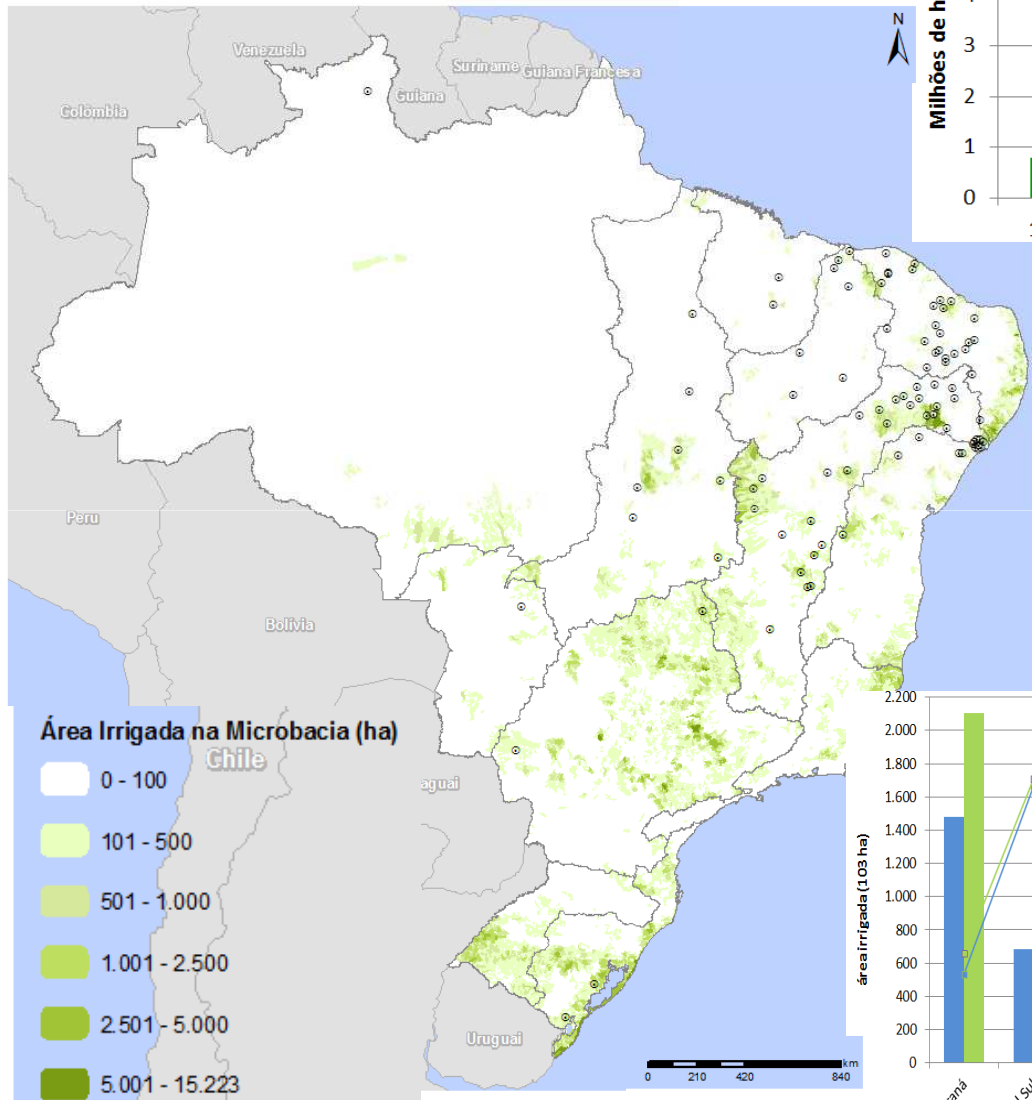 Venezuela
Suriname
Guiana Francesa
Guiana
Colômbia
N
Milhões de h
3
2
1
0
Peru
Bolívia
Área Irrigada na Microbacia (ha)
Chile
aguai
0 - 100
101 - 500
501 - 1.000
1.001 - 2.500
2.501 - 5.000
5.001 - 15.223
Uruguai
km
0 210 420 840
área irrigada (103 ha)
2.200
2.000
1.800
1.600
1.400
1.200
1.000
800
600
400
200
0
raná
l Sul